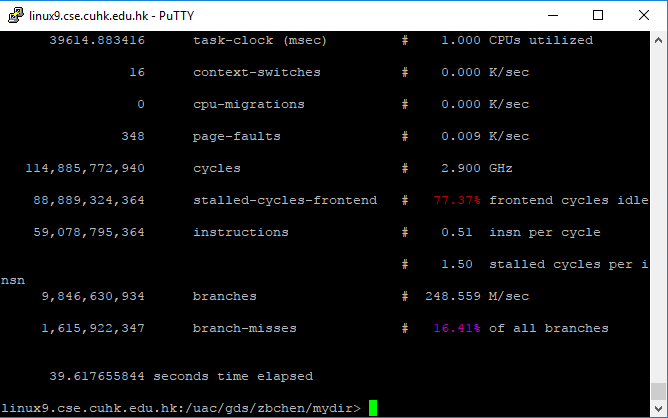 linux9.cse.cuhk.edu.hk - PuTTY
39614.883416 task-clock (msec) # 1.000 CPUs utilized
16 context-switches # 0.000 K/sec
0 cpu-migrations # 0.000 K/sec
348 page-faults # 0.009 K/sec
114,885,772,940 cycles # 2.900 GHz
88,889,324,364 stalled-cycles-frontend # 77.37% frontend cycles idle
59,078,795,364 instructions # 0.51 insn per cycle
# 1.50 stalled cycles per i
nsn
9,846,630,934 branches # 248.559 M/sec
1,615,922,347 branch-misses # 16.41% of all branches
39.617655844 seconds time elapsed
linux9.cse.cuhk.edu.hk:/uac/gds/zbchen/mydir>